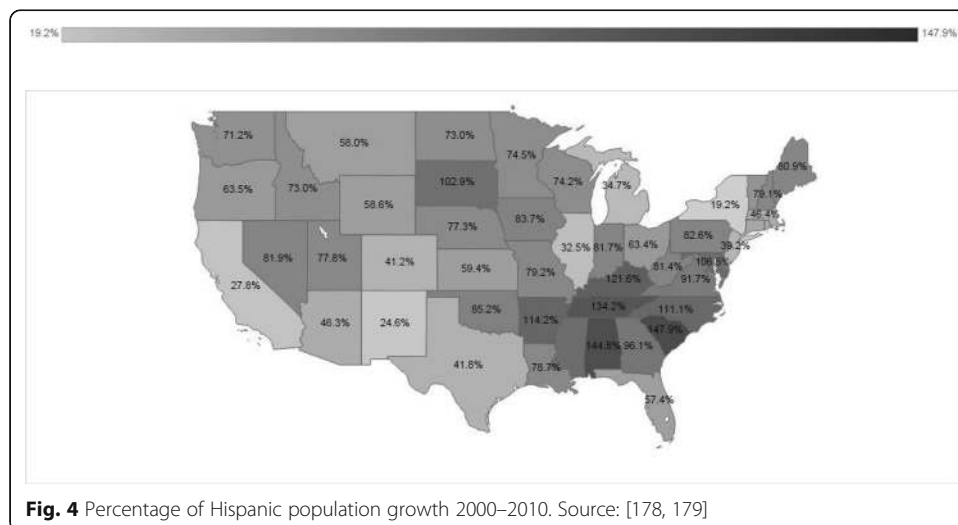 19.2% 147.9%
71.2% 58.0% 73.0% 74.5% 80.9%
63.5% 73.0% 102.9% 74.2% 34.7% 79.1%
58.6% 19.2% 46.4%
77.3% 83.7% 82.6% 39.2%
81.9% 77.8% 41.2% 59.4% 79.2% 32.5% 81.7% 63.4% 81.4% 106.5% 91.7%
27.8% 121.6%
46.3% 24.6% 85.2% 114.2% 134.2% 111.1%
41.8% 78.7% 144.8% 96.1% 147.9%
57.4%
Fig. 4 Percentage of Hispanic population growth 2000–2010. Source: [178, 179]